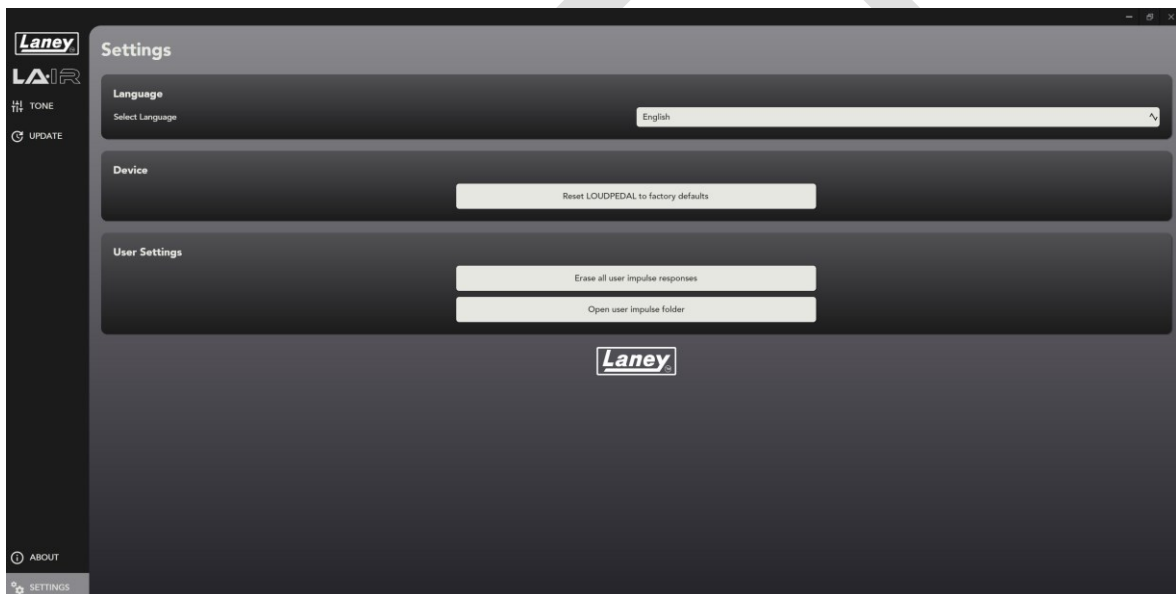 Laney
LA·IR
TONE
UPDATE
Settings
Language
Select Language
English
Device
Reset LOUDPEDAL to factory defaults
User Settings
Erase all user impulse responses
Open user impulse folder
Laney
ABOUT
SETTINGS